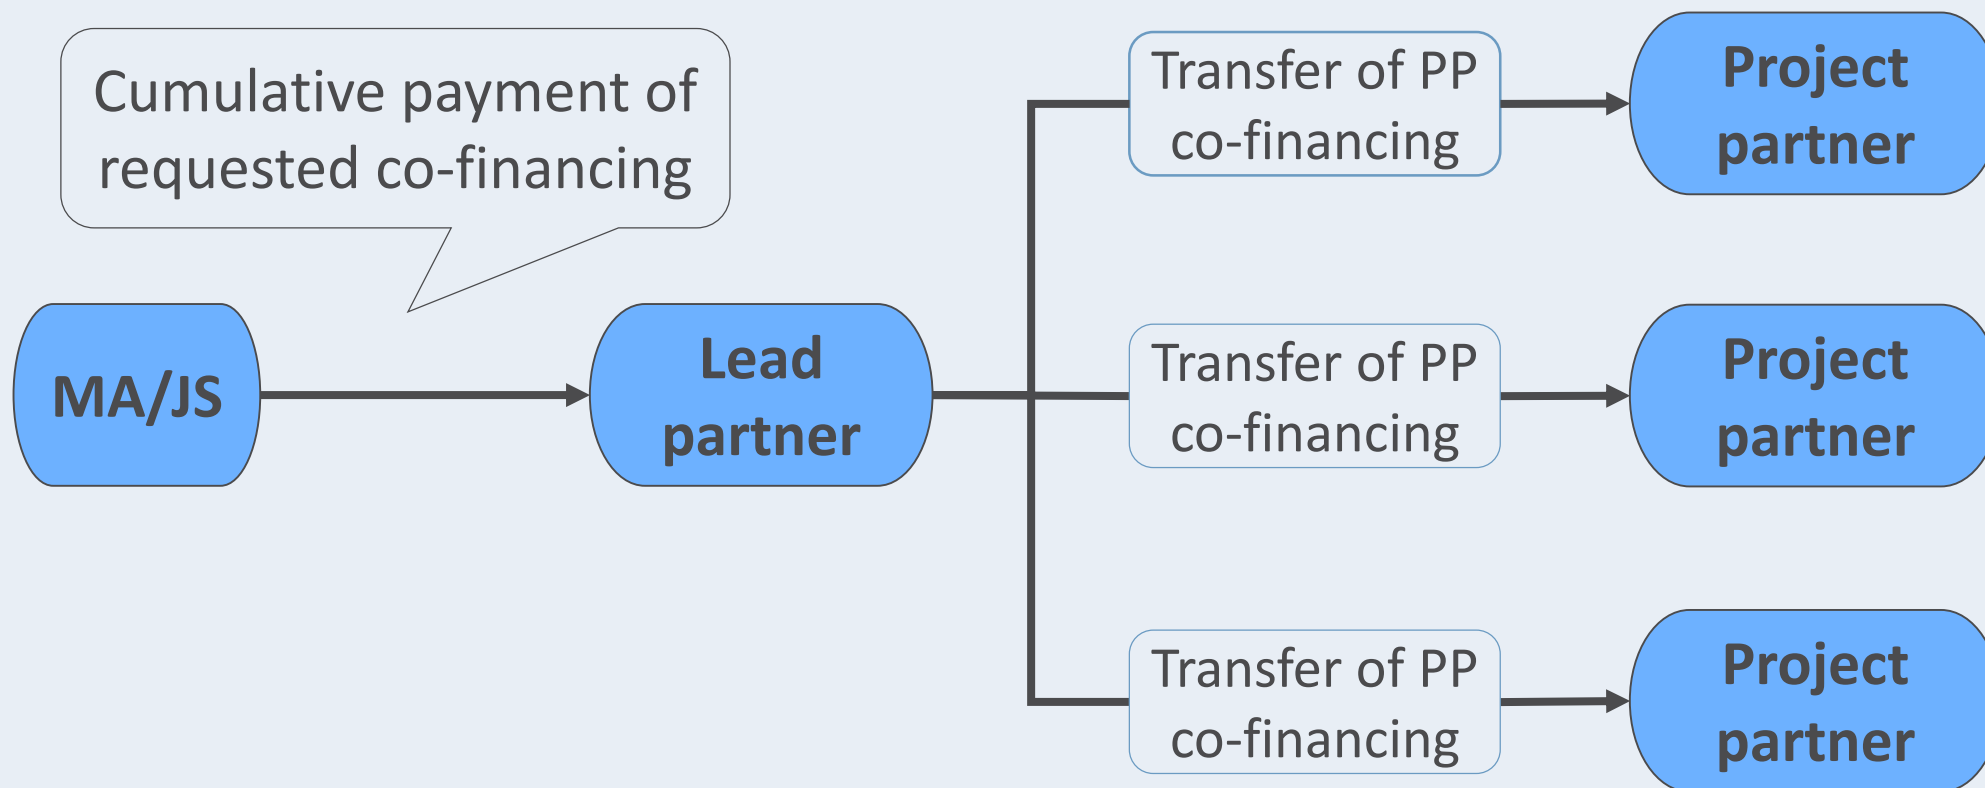 Cumulative payment of
requested co-financing
MA/JS
Lead
partner
Transfer of PP
co-financing
Project
partner
Transfer of PP
co-financing
Project
partner
Transfer of PP
co-financing
Project
partner